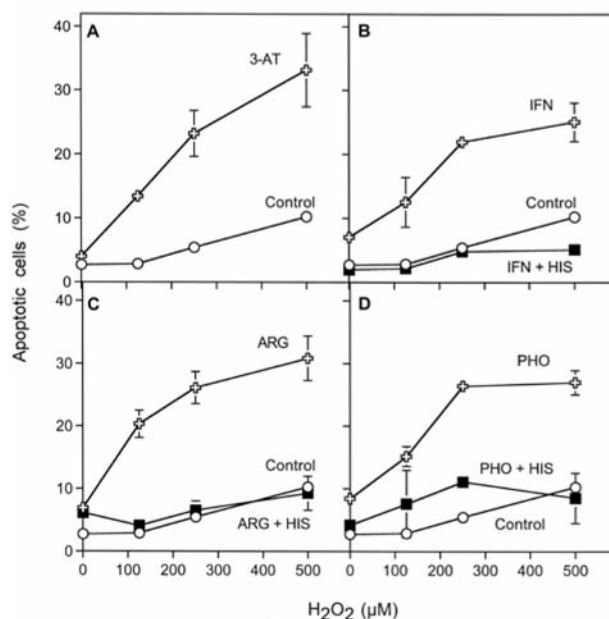 A
3-AT
Control
B
IFN
Control
IFN + HIS
40
30
20
10
0
C
ARG
Control
ARG + HIS
D
PHO
PHO + HIS
Control
40
30
20
10
0
0 100 200 300 400 500
0 100 200 300 400 500
Apoptotic cells (%)
H₂O₂ (µM)